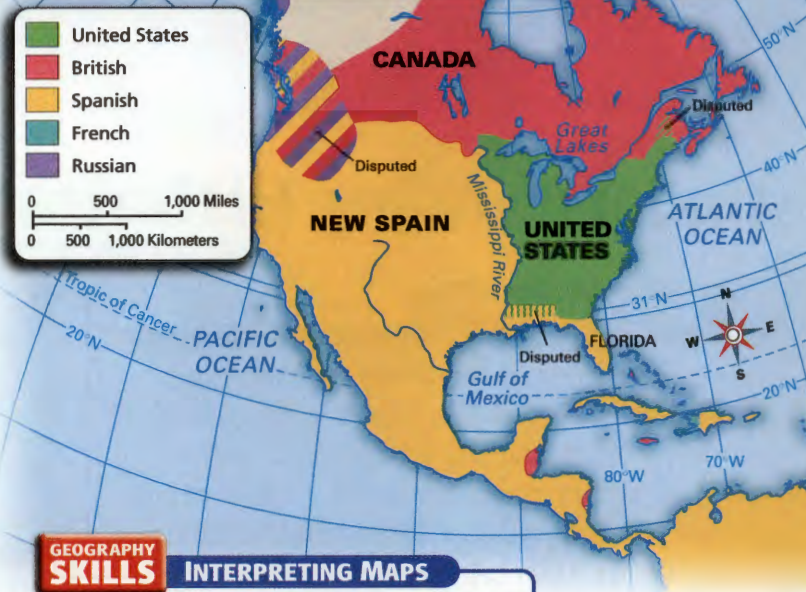 United States
British
Spanish
French
Russian
0 500 1,000 Miles
0 500 1,000 Kilometers
CANADA
50°N
Disputed
Great
Lakes
Disputed
40°N
NEW SPAIN
Mississippi River
UNITED
STATES
ATLANTIC
OCEAN
31°N
N
W E
S
Tropic of Cancer
20°N
PACIFIC
OCEAN
Disputed
FLORIDA
Gulf of
Mexico
20°N
80°W
70°W
GEOGRAPHY
SKILLS
INTERPRETING MAPS